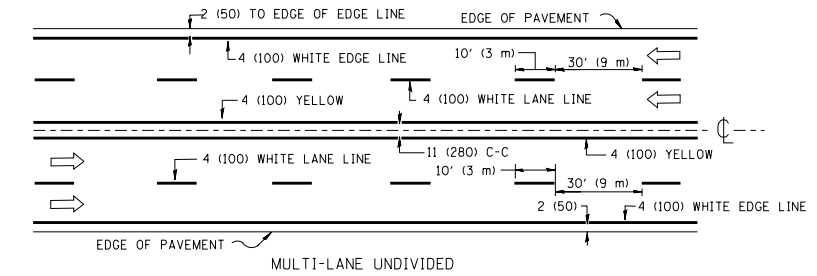 2 (50) TO EDGE OF EDGE LINE
EDGE OF PAVEMENT
4 (100) WHITE EDGE LINE
10' (3 m)
30' (9 m)
4 (100) YELLOW
4 (100) WHITE LANE LINE
℄
4 (100) WHITE LANE LINE
11 (280) C-C
4 (100) YELLOW
10' (3 m)
30' (9 m)
2 (50)
4 (100) WHITE EDGE LINE
EDGE OF PAVEMENT
MULTI-LANE UNDIVIDED